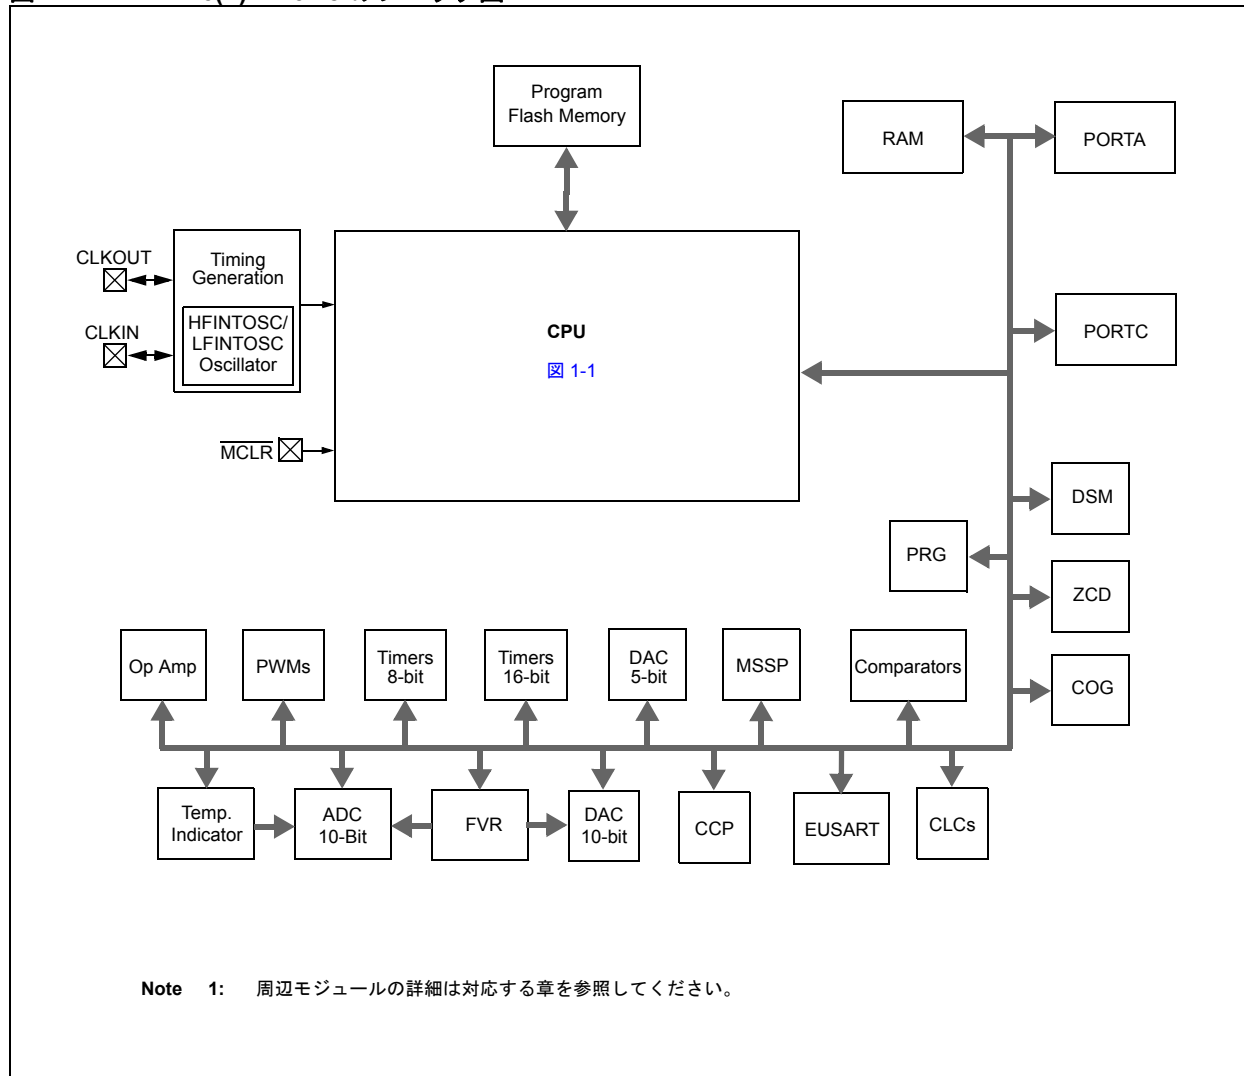 Program
Flash Memory
RAM
PORTA
CLKOUT
Timing
Generation
HFINTOSC/
LFINTOSC
Oscillator
CLKIN
CPU
図 1-1
PORTC
MCLR
DSM
PRG
ZCD
COG
Op Amp
PWMs
Timers
8-bit
Timers
16-bit
DAC
5-bit
MSSP
Comparators
Temp.
Indicator
ADC
10-Bit
FVR
DAC
10-bit
CCP
EUSART
CLCs
Note 1: 周辺モジュールの詳細は対応する章を参照してください。